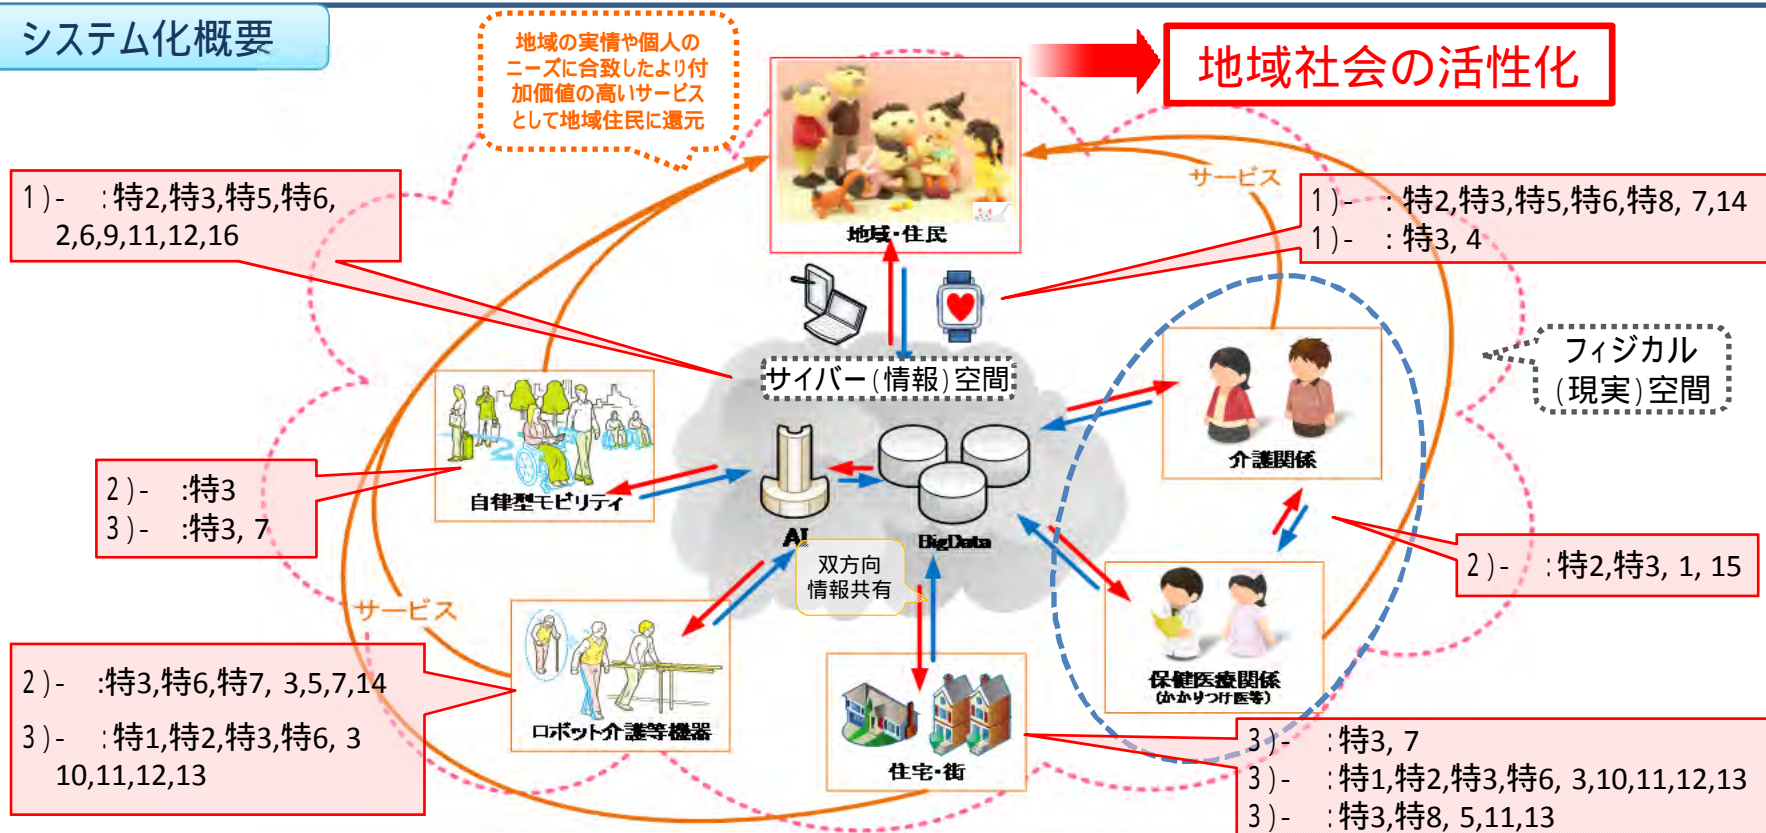 システム化概要
地域の実情や個人の
ニーズに合致したより付
加価値の高いサービス
として地域住民に還元
地域社会の活性化
1)- :特2,特3,特5,特6,
2,6,9,11,12,16
地域・住民
サービス
1)- :特2,特3,特5,特6,特8, 7,14
1)- :特3, 4
サイバー(情報)空間
フィジカル
(現実)空間
介護関係
自律型モビリティ
2)- :特3
3)- :特3, 7
AI
BigData
双方向
情報共有
2)- :特2,特3, 1, 15
サービス
ロボット介護等機器
2)- :特3,特6,特7, 3,5,7,14
3)- :特1,特2,特3,特6, 3
10,11,12,13
住宅・街
保健医療関係
(かかりつけ医等)
3)- :特3, 7
3)- :特1,特2,特3,特6, 3,10,11,12,13
3)- :特3,特8, 5,11,13